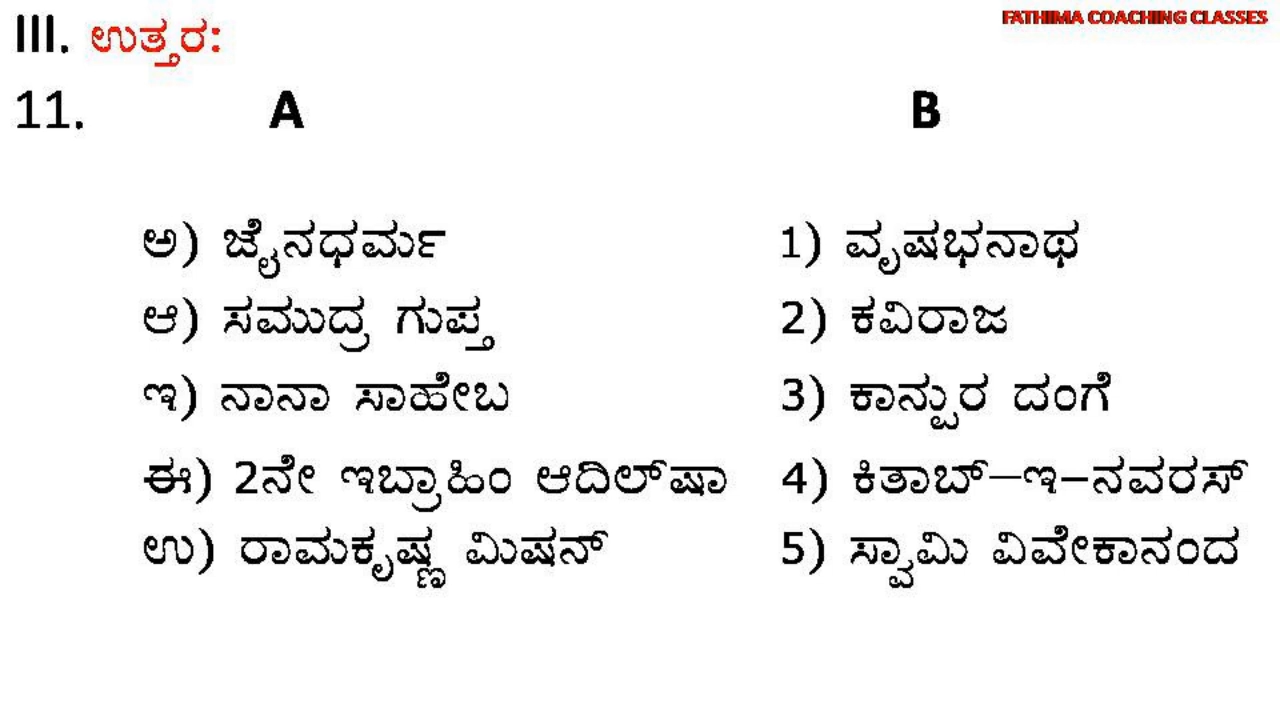 III. ಉತ್ತರ:
FATHIMA COACHING CLASSES
11. A B
ಅ) ಜೈನಧರ್ಮ 1) ವೃಷಭನಾಥ
ಆ) ಸಮುದ್ರ ಗುಪ್ತ 2) ಕವಿರಾಜ
ಇ) ನಾನಾ ಸಾಹೇಬ 3) ಕಾನ್ಪುರ ದಂಗೆ
ಈ) 2ನೇ ಇಬ್ರಾಹಿಂ ಆದಿಲ್‌ಷಾ 4) ಕಿತಾಬ್–ಇ–ನವರಸ್
ಉ) ರಾಮಕೃಷ್ಣ ಮಿಷನ್ 5) ಸ್ವಾಮಿ ವಿವೇಕಾನಂದ